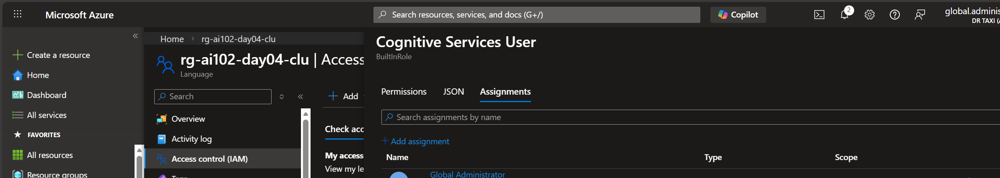 Microsoft Azure
Search resources, services, and docs (G+/)
Copilot
2
global.adminis
DR TAXI (
Create a resource
Home
Dashboard
All services
FAVORITES
All resources
Resource groups
Home > rg-ai102-day04-clu
rg-ai102-day04-clu | Access
Language
Search
Overview
Activity log
Access control (IAM)
Tags
Add
Check acc
My access
View my le
Cognitive Services User
BuiltInRole
Permissions JSON Assignments
Search assignments by name
Add assignment
Name Type Scope
Global Administrator